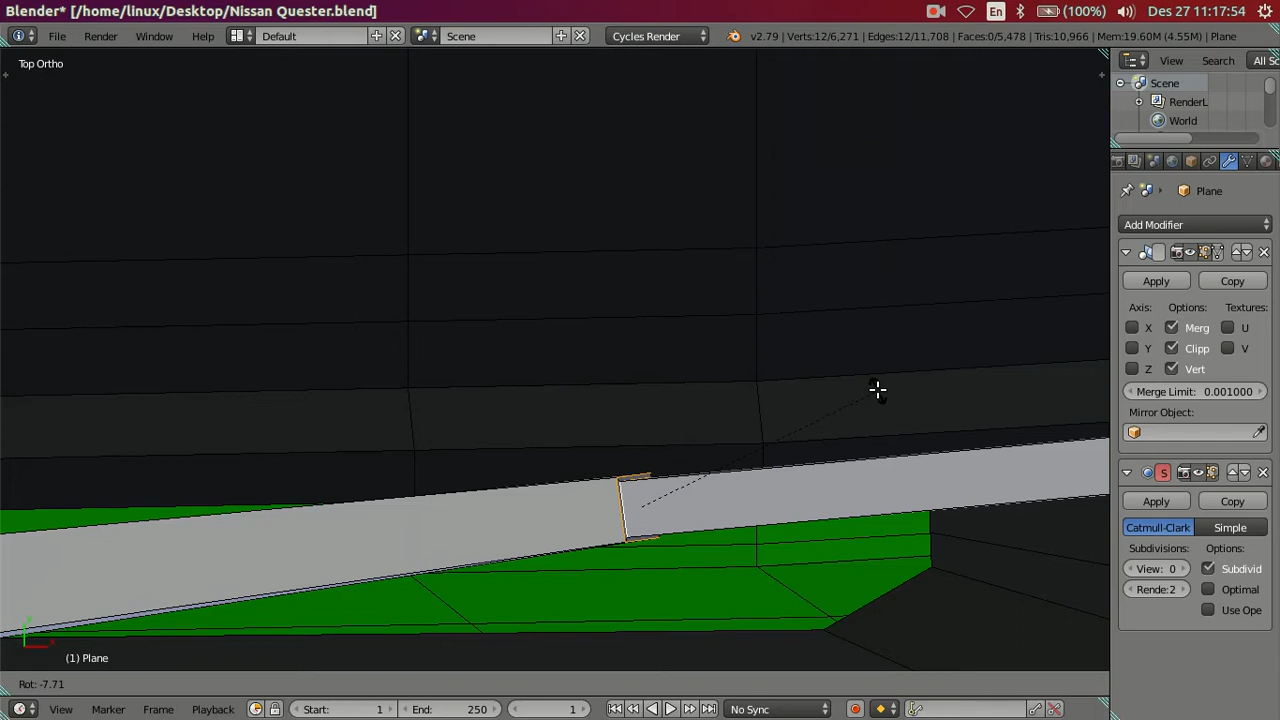 Blender* [/home/linux/Desktop/Nissan Quester.blend]
En
(100%)
Des 27 11:17:54
File
Render
Window
Help
Default
Scene
Cycles Render
v2.79 | Verts:12/6,271 | Edges:12/11,708 | Faces:0/5,478 | Tris:10,966 | Mem:19.60M (4.55M) | Plane
Top Ortho
View
Search
All Sc
Scene
RenderL
World
Plane
Add Modifier
Apply
Copy
Axis:
Options:
Textures:
X
Merg
U
Y
Clipp
V
Z
Vert
Merge Limit: 0.001000
Mirror Object:
S
Apply
Copy
Catmull-Clark
Simple
Subdivisions:
Options:
View: 0
Subdivid
Rende:2
Optimal
Use Ope
y
x
(1) Plane
Rot: -7.71
View
Marker
Frame
Playback
Start: 1
End: 250
1
No Sync